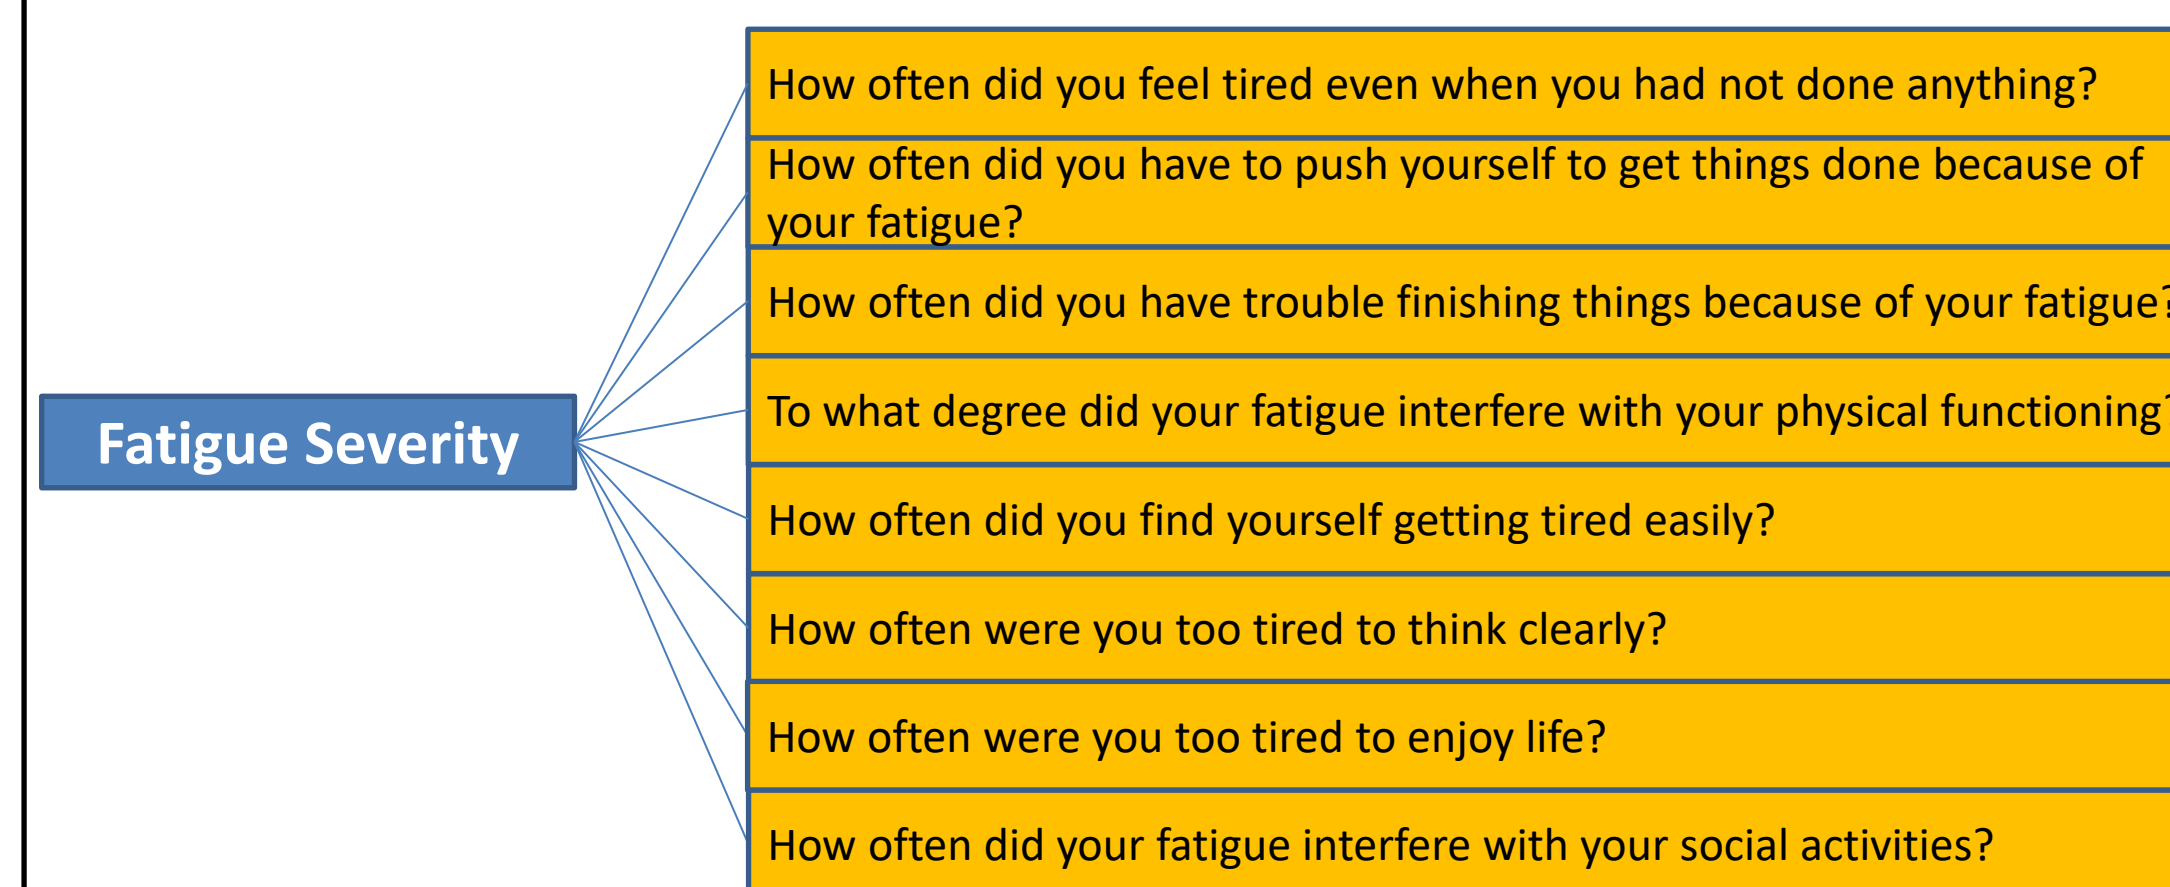 How often did you feel tired even when you had not done anything?
How often did you have to push yourself to get things done because of
your fatigue?
How often did you have trouble finishing things because of your fatigue?
To what degree did your fatigue interfere with your physical functioning?
Fatigue Severity
How often did you find yourself getting tired easily?
How often were you too tired to think clearly?
How often were you too tired to enjoy life?
How often did your fatigue interfere with your social activities?